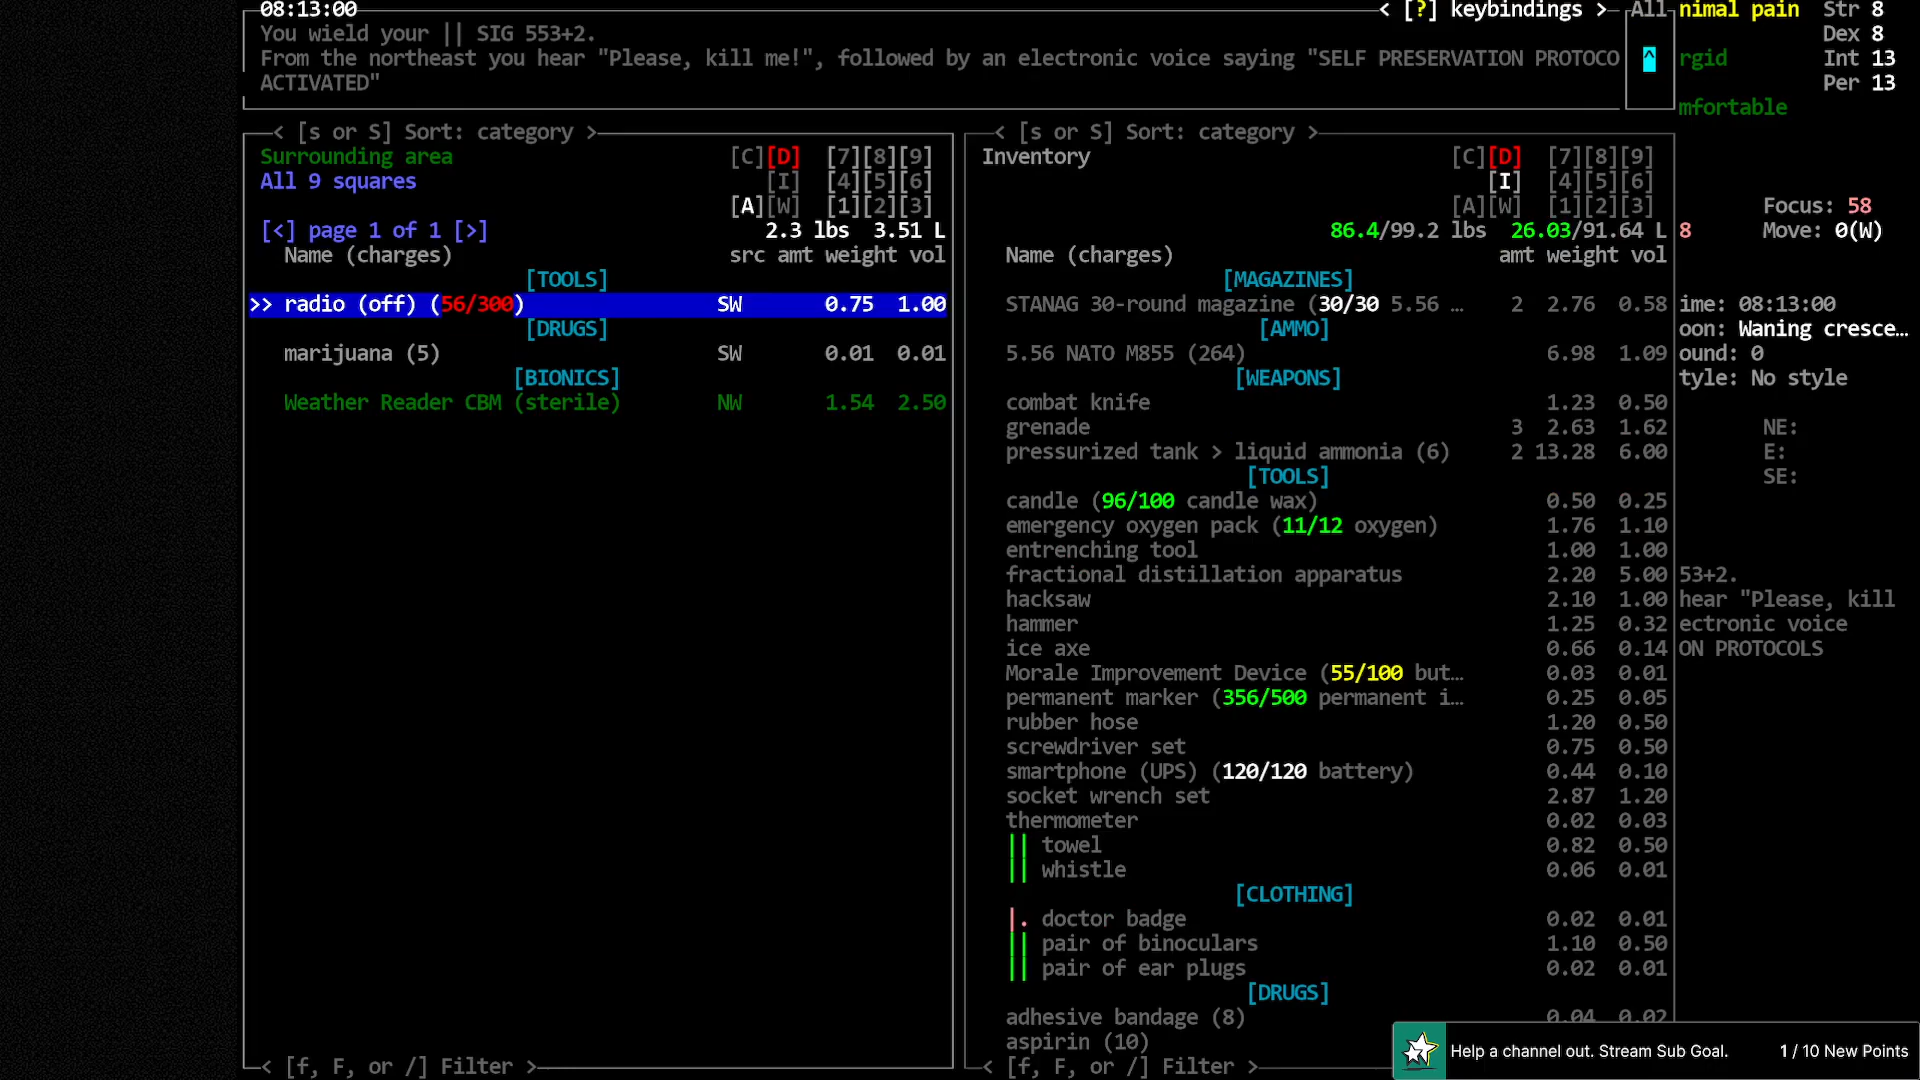 08:13:00 < [?] keybindings > All nimal pain Str 8
You wield your || SIG 553+2. Dex 8
From the northeast you hear "Please, kill me!", followed by an electronic voice saying "SELF PRESERVATION PROTOCO ^ rgid Int 13
ACTIVATED" Per 13
mfortable
< [s or S] Sort: category > < [s or S] Sort: category >
Surrounding area [C][D] [7][8][9] Inventory [C][D] [7][8][9]
All 9 squares [I] [4][5][6] [I] [4][5][6]
[A][W] [1][2][3] [A][W] [1][2][3] Focus: 58
[<] page 1 of 1 [>] 2.3 lbs 3.51 L 86.4/99.2 lbs 26.03/91.64 L 8 Move: 0(W)
Name (charges) src amt weight vol Name (charges) amt weight vol
[TOOLS] [MAGAZINES]
>> radio (off) (56/300) SW 0.75 1.00 STANAG 30-round magazine (30/30 5.56 … 2 2.76 0.58 ime: 08:13:00
[DRUGS] [AMMO] oon: Waning cresce…
marijuana (5) SW 0.01 0.01 5.56 NATO M855 (264) 6.98 1.09 ound: 0
[BIONICS] [WEAPONS] tyle: No style
Weather Reader CBM (sterile) NW 1.54 2.50 combat knife 1.23 0.50
grenade 3 2.63 1.62 NE:
pressurized tank > liquid ammonia (6) 2 13.28 6.00 E:
[TOOLS] SE:
candle (96/100 candle wax) 0.50 0.25
emergency oxygen pack (11/12 oxygen) 1.76 1.10
entrenching tool 1.00 1.00
fractional distillation apparatus 2.20 5.00 53+2.
hacksaw 2.10 1.00 hear "Please, kill
hammer 1.25 0.32 ectronic voice
ice axe 0.66 0.14 ON PROTOCOLS
Morale Improvement Device (55/100 but… 0.03 0.01
permanent marker (356/500 permanent i… 0.25 0.05
rubber hose 1.20 0.50
screwdriver set 0.75 0.50
smartphone (UPS) (120/120 battery) 0.44 0.10
socket wrench set 2.87 1.20
thermometer 0.02 0.03
|| towel 0.82 0.50
|| whistle 0.06 0.01
[CLOTHING]
|. doctor badge 0.02 0.01
|| pair of binoculars 1.10 0.50
|| pair of ear plugs 0.02 0.01
[DRUGS]
adhesive bandage (8) 0.04 0.02
aspirin (10)
< [f, F, or /] Filter > < [f, F, or /] Filter >
Help a channel out. Stream Sub Goal. 1 / 10 New Points